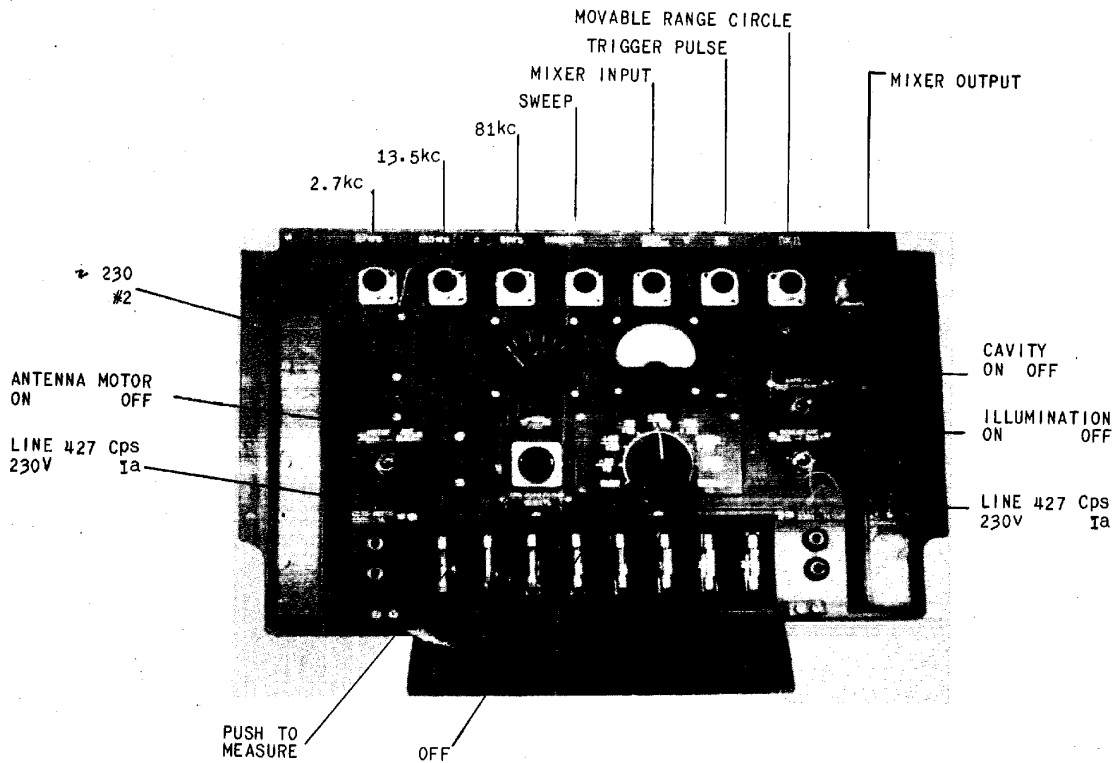 MOVABLE RANGE CIRCLE
TRIGGER PULSE
MIXER INPUT
MIXER OUTPUT
SWEEP
81kc
13.5kc
2.7kc
~ 230
#2
CAVITY
ON OFF
ANTENNA MOTOR
ON OFF
ILLUMINATION
ON OFF
LINE 427 Cps
230V Ia
LINE 427 Cps
230V Ia
PUSH TO
MEASURE
OFF